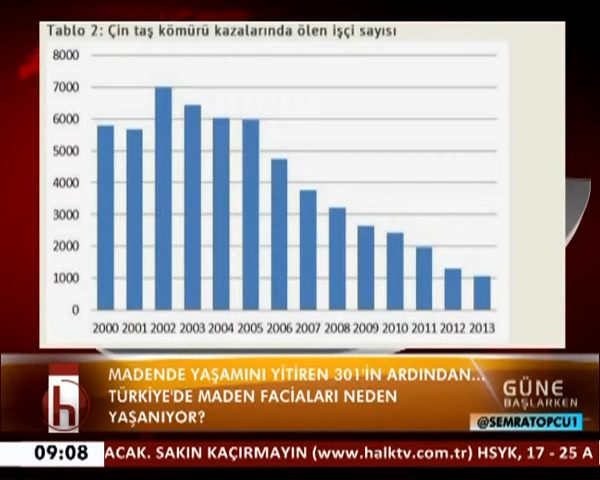 Tablo 2: Çin taş kömürü kazalarında ölen işçi sayısı
8000
7000
6000
5000
4000
3000
2000
1000
0
2000 2001 2002 2003 2004 2005 2006 2007 2008 2009 2010 2011 2012 2013
MADENDE YAŞAMINI YİTİREN 301'İN ARDINDAN...
TÜRKİYE'DE MADEN FACİALARI NEDEN
YAŞANIYOR?
h
GÜNE
BAŞLARKEN
@SEMRATOPCU1
09:08 ACAK. SAKIN KAÇIRMAYIN (www.halktv.com.tr) HSYK, 17 - 25 A